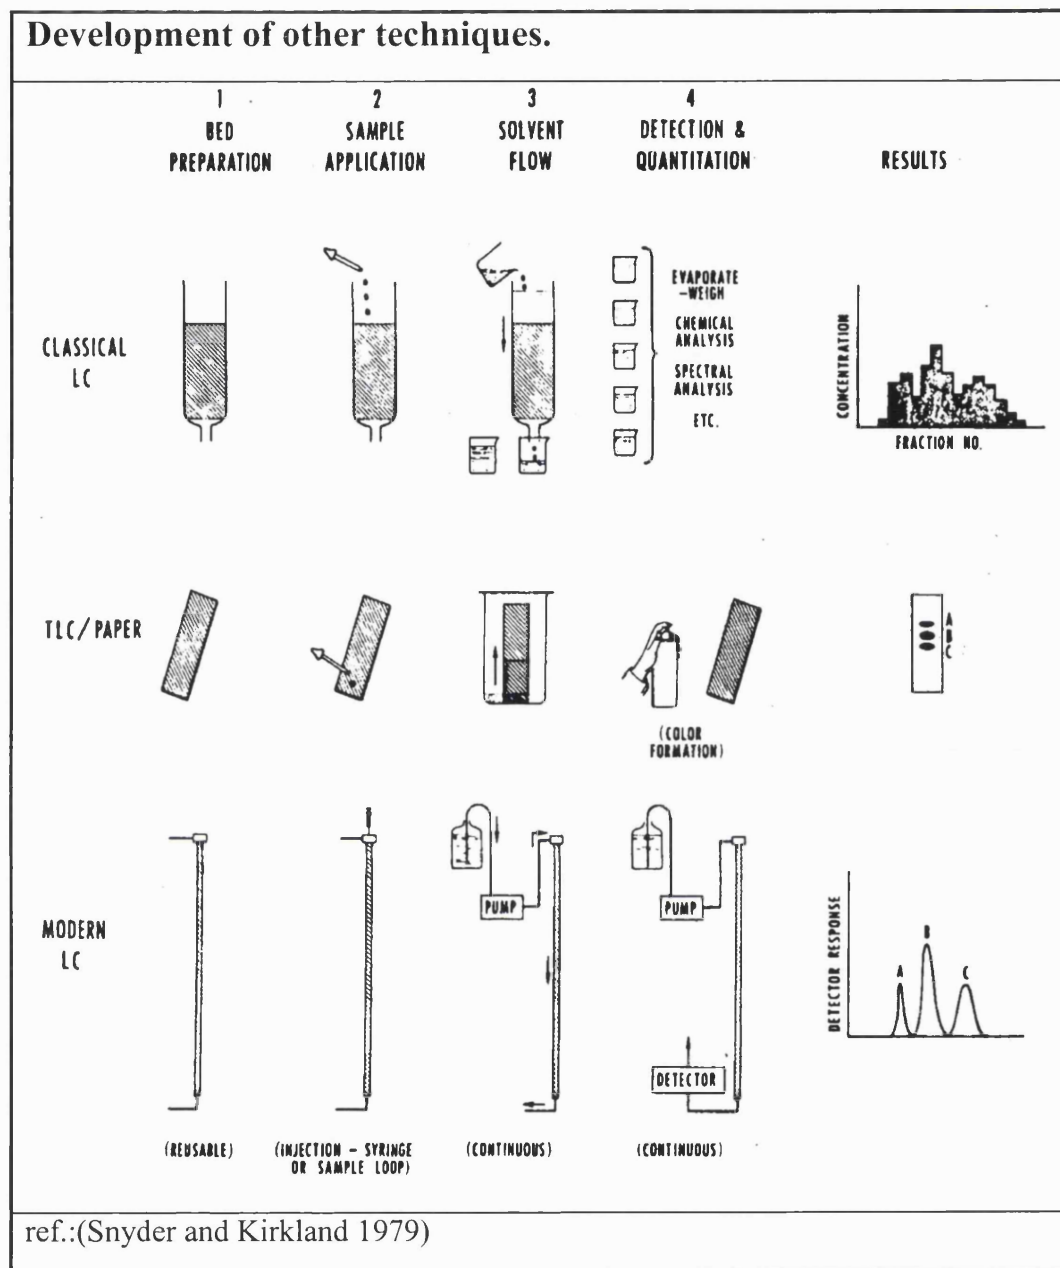 Development of other techniques.
1
BED
PREPARATION
2
SAMPLE
APPLICATION
3
SOLVENT
FLOW
4
DETECTION &
QUANTITATION
RESULTS
CLASSICAL
LC
EVAPORATE
-WEIGH
CHEMICAL
ANALYSIS
SPECTRAL
ANALYSIS
ETC.
CONCENTRATION
FRACTION NO.
TLC/PAPER
(COLOR
FORMATION)
A
B
C
MODERN
LC
PUMP
PUMP
DETECTOR
DETECTOR RESPONSE
A
B
C
(REUSABLE)
(INJECTION - SYRINGE
OR SAMPLE LOOP)
(CONTINUOUS)
(CONTINUOUS)
ref.:(Snyder and Kirkland 1979)